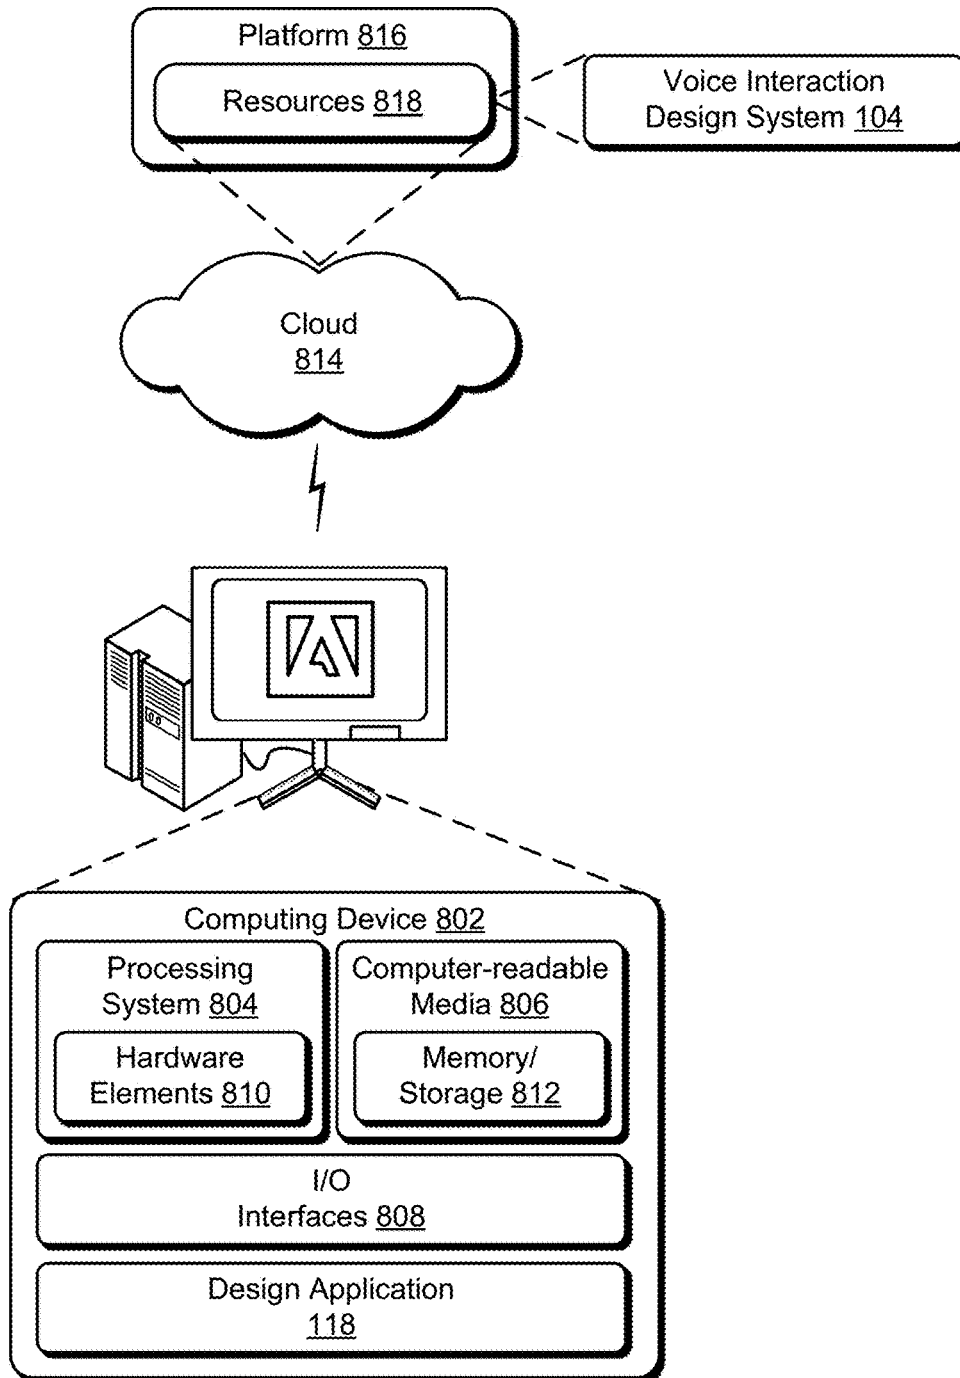 Platform 816
Resources 818
Voice Interaction
Design System 104
Cloud
814
Computing Device 802
Processing
System 804
Hardware
Elements 810
Computer-readable
Media 806
Memory/
Storage 812
I/O
Interfaces 808
Design Application
118